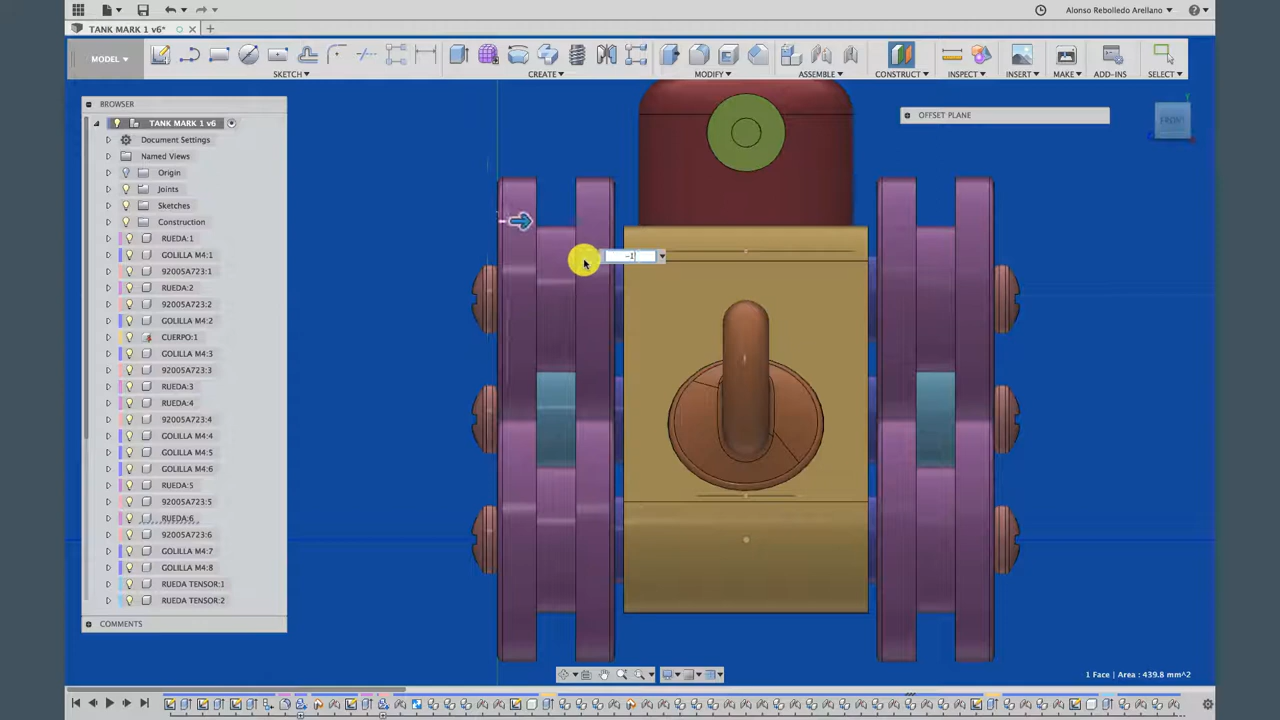 Alonso Rebolledo Arellano
TANK MARK 1 v6*
MODEL
SKETCH
CREATE
MODIFY
ASSEMBLE
CONSTRUCT
INSPECT
INSERT
MAKE
ADD-INS
SELECT
BROWSER
OFFSET PLANE
FRONT
TANK MARK 1 v6
Document Settings
Named Views
Origin
Joints
Sketches
Construction
RUEDA:1
GOLILLA M4:1
92005A723:1
RUEDA:2
92005A723:2
GOLILLA M4:2
CUERPO:1
GOLILLA M4:3
92005A723:3
RUEDA:3
RUEDA:4
92005A723:4
GOLILLA M4:4
GOLILLA M4:5
GOLILLA M4:6
RUEDA:5
92005A723:5
RUEDA:6
92005A723:6
GOLILLA M4:7
GOLILLA M4:8
RUEDA TENSOR:1
RUEDA TENSOR:2
-1
COMMENTS
1 Face | Area : 439.8 mm^2